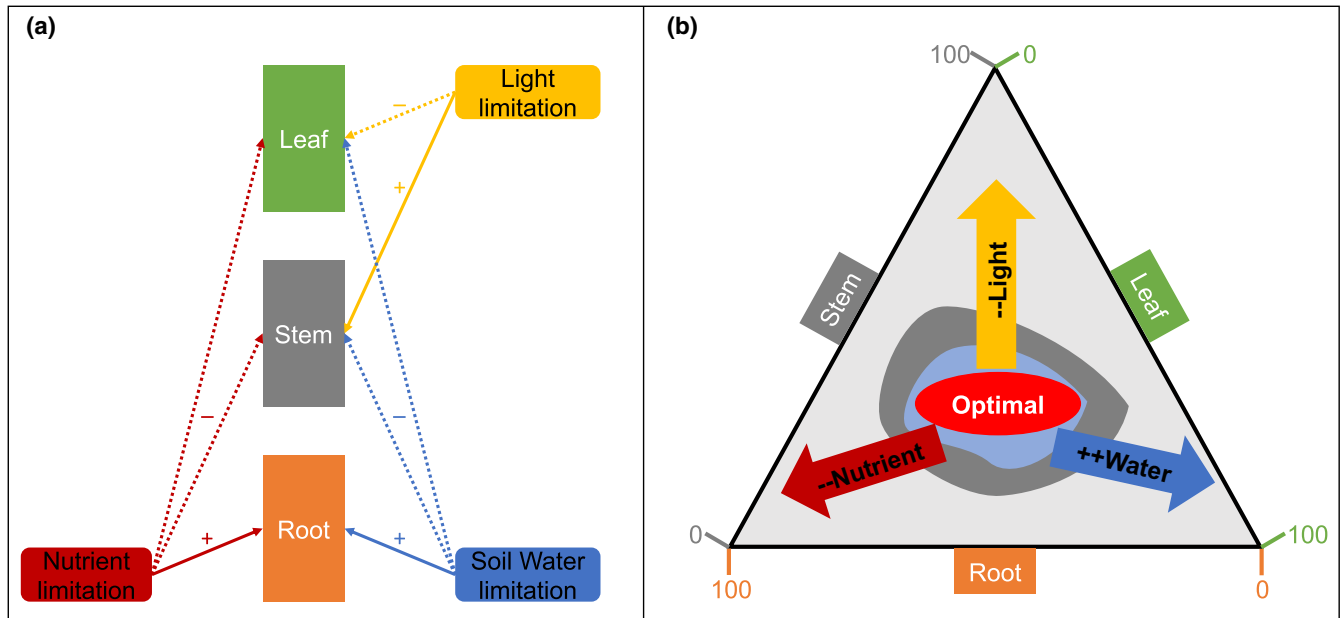 (a)
Leaf
Stem
Root
Light
limitation
–
+
–
+
–
+
Nutrient
limitation
Soil Water
limitation
(b)
100
0
Stem
Leaf
--Light
Optimal
--Nutrient
++Water
0
100
Root
100
0